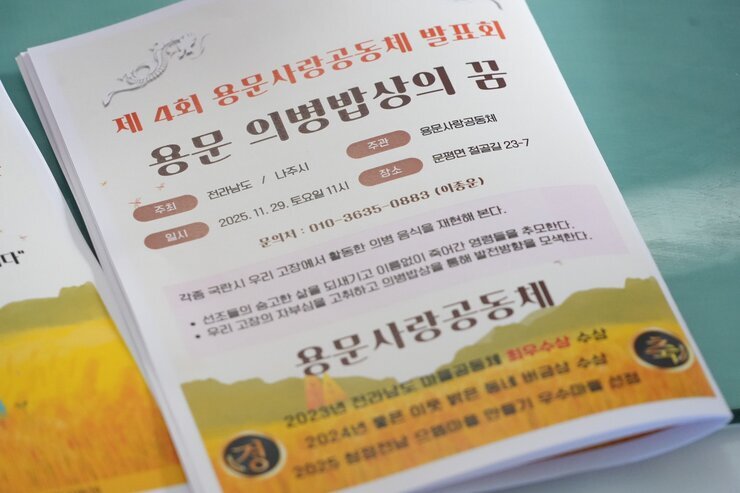 제 4회 용문사랑공동체 발표회
용문 의병밥상의 꿈
주최 전라남도 / 나주시 주관 용문사랑공동체
일시 2025. 11. 29. 토요일 11시 장소 문평면 절골길 23-7
문의처 : 010-3635-0883 (이종운)
각종 국란시 우리 고장에서 활동한 의병 음식을 재현해 본다.
• 선조들의 숭고한 삶을 되새기고 이름없이 죽어간 영령들을 추모한다.
• 우리 고장의 자부심을 고취하고 의병밥상을 통해 발전방향을 모색한다.
용문사랑공동체
2023년 전라남도 마을공동체 최우수상 수상
2024년 좋은 이웃 밝은 동네 버금상 수상
2025 청정전남 으뜸마을 만들기 우수마을 선정
경 축
다"